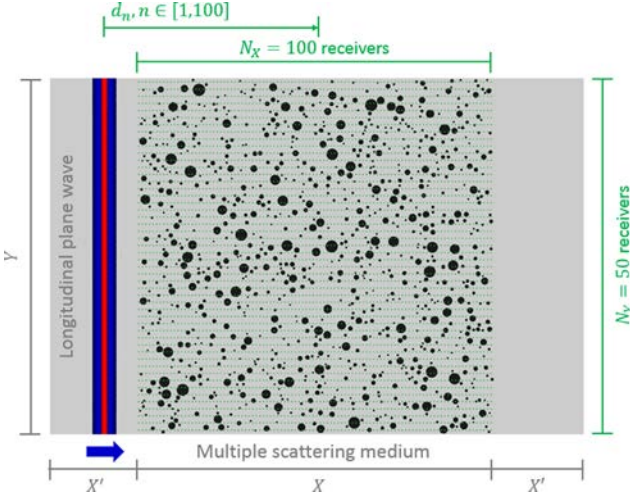 d_n, n ∈ [1,100]
N_X = 100 receivers
Longitudinal plane wave
Y
N_Y = 50 receivers
Multiple scattering medium
X' X X'